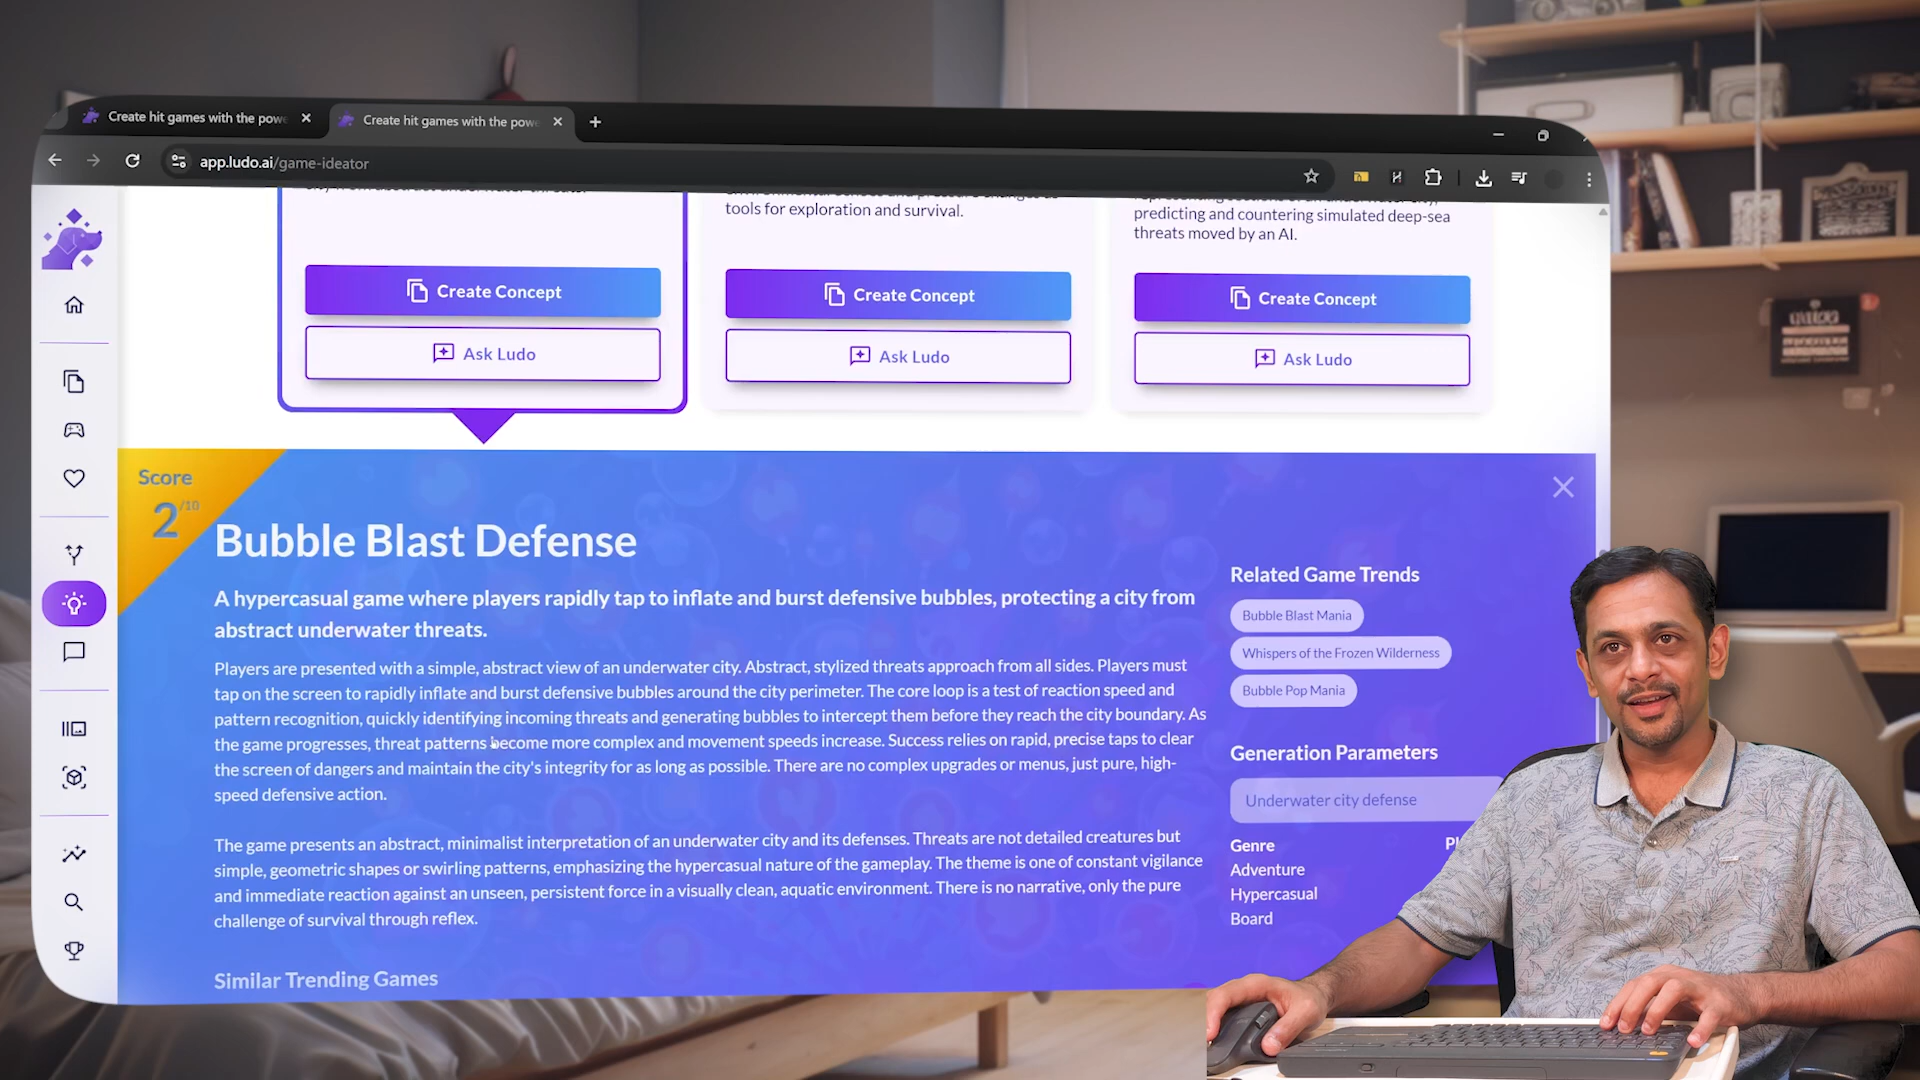 Create hit games with the pow
Create hit games with the pow
app.ludo.ai/game-ideator
tools for exploration and survival.
predicting and countering simulated deep-sea
threats moved by an AI.
Create Concept
Create Concept
Create Concept
Ask Ludo
Ask Ludo
Ask Ludo
Score
2/10
Bubble Blast Defense
A hypercasual game where players rapidly tap to inflate and burst defensive bubbles, protecting a city from
abstract underwater threats.
Players are presented with a simple, abstract view of an underwater city. Abstract, stylized threats approach from all sides. Players must
tap on the screen to rapidly inflate and burst defensive bubbles around the city perimeter. The core loop is a test of reaction speed and
pattern recognition, quickly identifying incoming threats and generating bubbles to intercept them before they reach the city boundary. As
the game progresses, threat patterns become more complex and movement speeds increase. Success relies on rapid, precise taps to clear
the screen of dangers and maintain the city's integrity for as long as possible. There are no complex upgrades or menus, just pure, high-
speed defensive action.
The game presents an abstract, minimalist interpretation of an underwater city and its defenses. Threats are not detailed creatures but
simple, geometric shapes or swirling patterns, emphasizing the hypercasual nature of the gameplay. The theme is one of constant vigilance
and immediate reaction against an unseen, persistent force in a visually clean, aquatic environment. There is no narrative, only the pure
challenge of survival through reflex.
Similar Trending Games
Related Game Trends
Bubble Blast Mania
Whispers of the Frozen Wilderness
Bubble Pop Mania
Generation Parameters
Underwater city defense
Genre
Adventure
Hypercasual
Board